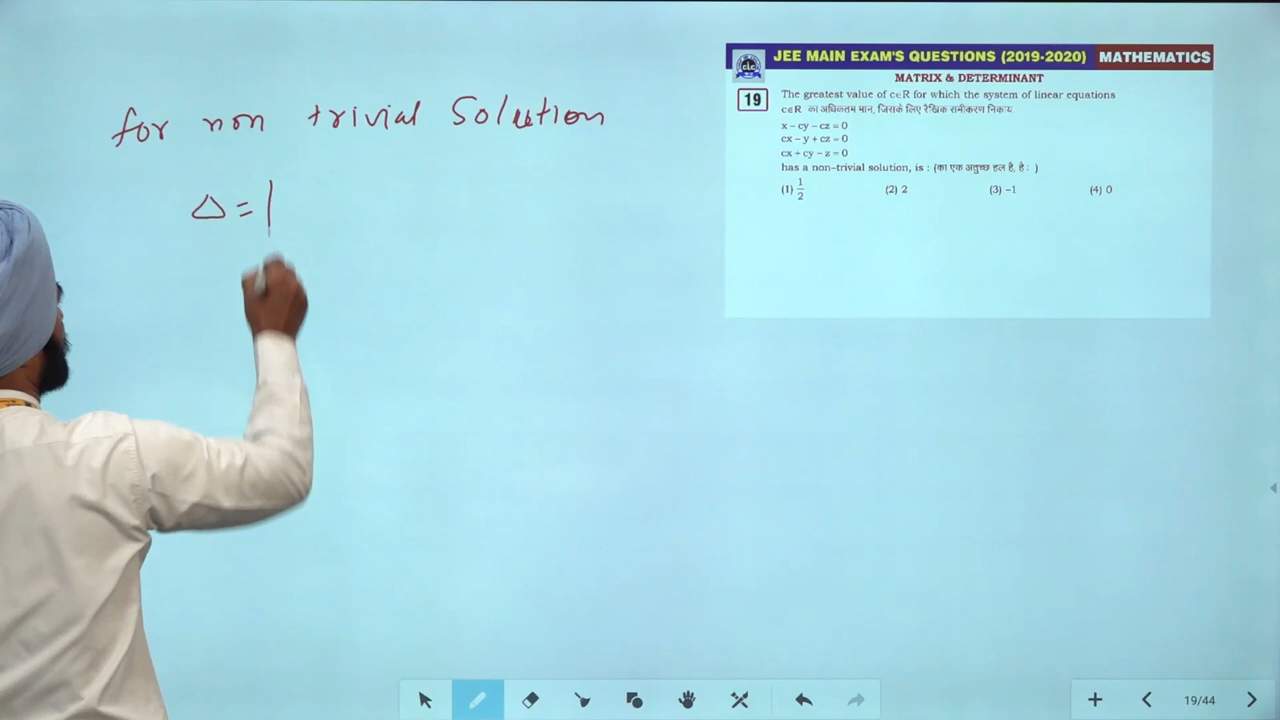 for non trivial Solution
Δ = |
JEE MAIN EXAM'S QUESTIONS (2019-2020) MATHEMATICS
CLC
MATRIX & DETERMINANT
19 The greatest value of c∈R for which the system of linear equations
c∈R का अधिकतम मान, जिसके लिए रैखिक समीकरण निकाय
x – cy – cz = 0
cx – y + cz = 0
cx + cy – z = 0
has a non-trivial solution, is : (का एक अतुच्छ हल है, है : )
(1) 1/2 (2) 2 (3) –1 (4) 0
19/44